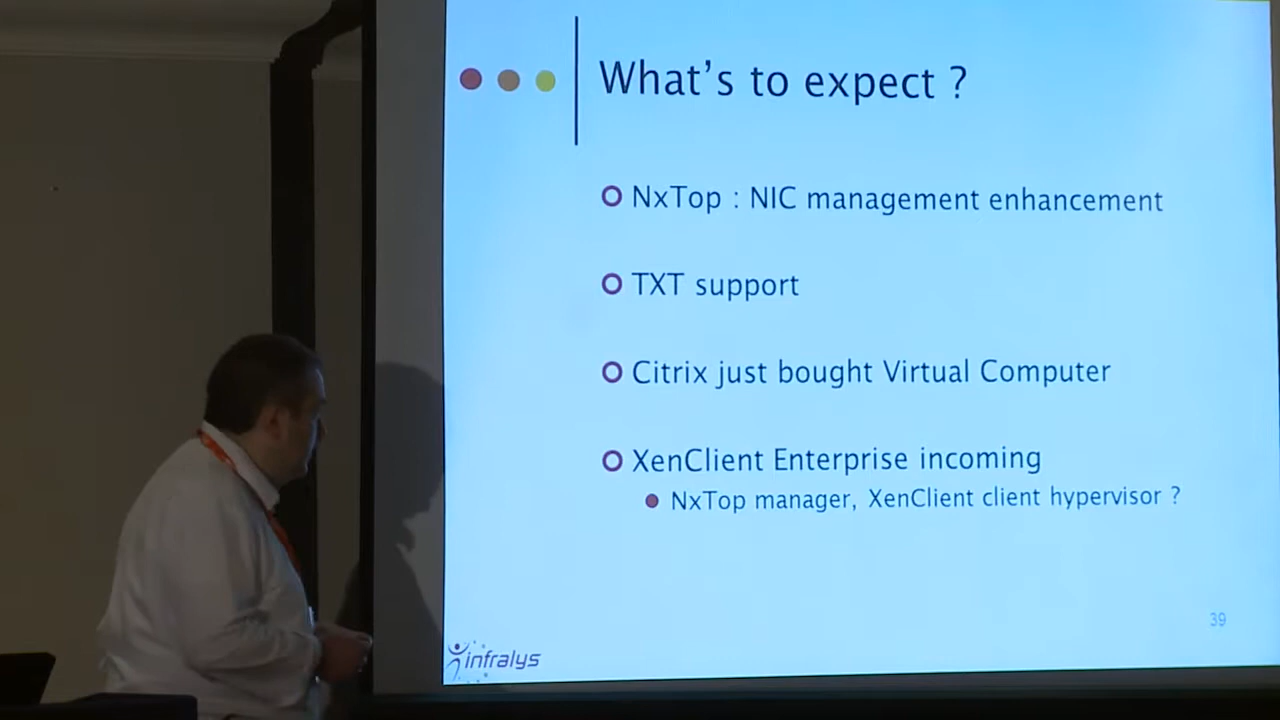 What's to expect ?
NxTop : NIC management enhancement
TXT support
Citrix just bought Virtual Computer
XenClient Enterprise incoming
NxTop manager, XenClient client hypervisor ?
39
infralys